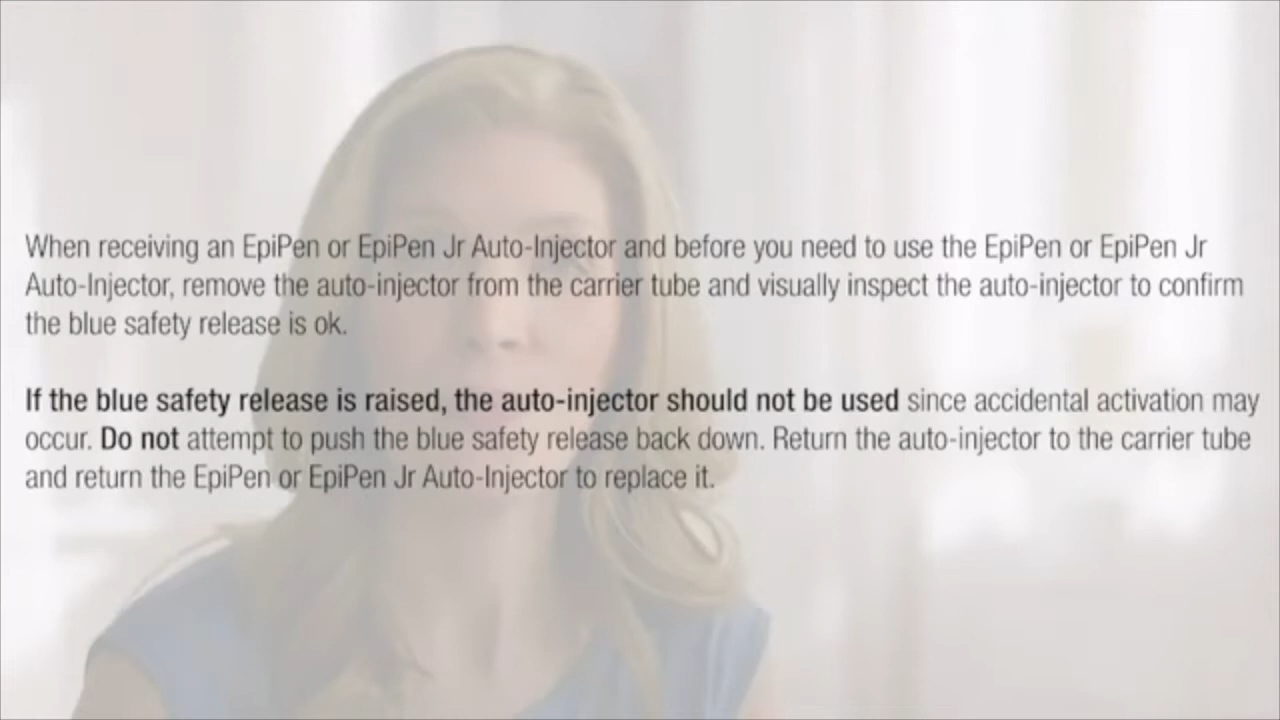 When receiving an EpiPen or EpiPen Jr Auto-Injector and before you need to use the EpiPen or EpiPen Jr
Auto-Injector, remove the auto-injector from the carrier tube and visually inspect the auto-injector to confirm
the blue safety release is ok.
If the blue safety release is raised, the auto-injector should not be used since accidental activation may
occur. Do not attempt to push the blue safety release back down. Return the auto-injector to the carrier tube
and return the EpiPen or EpiPen Jr Auto-Injector to replace it.